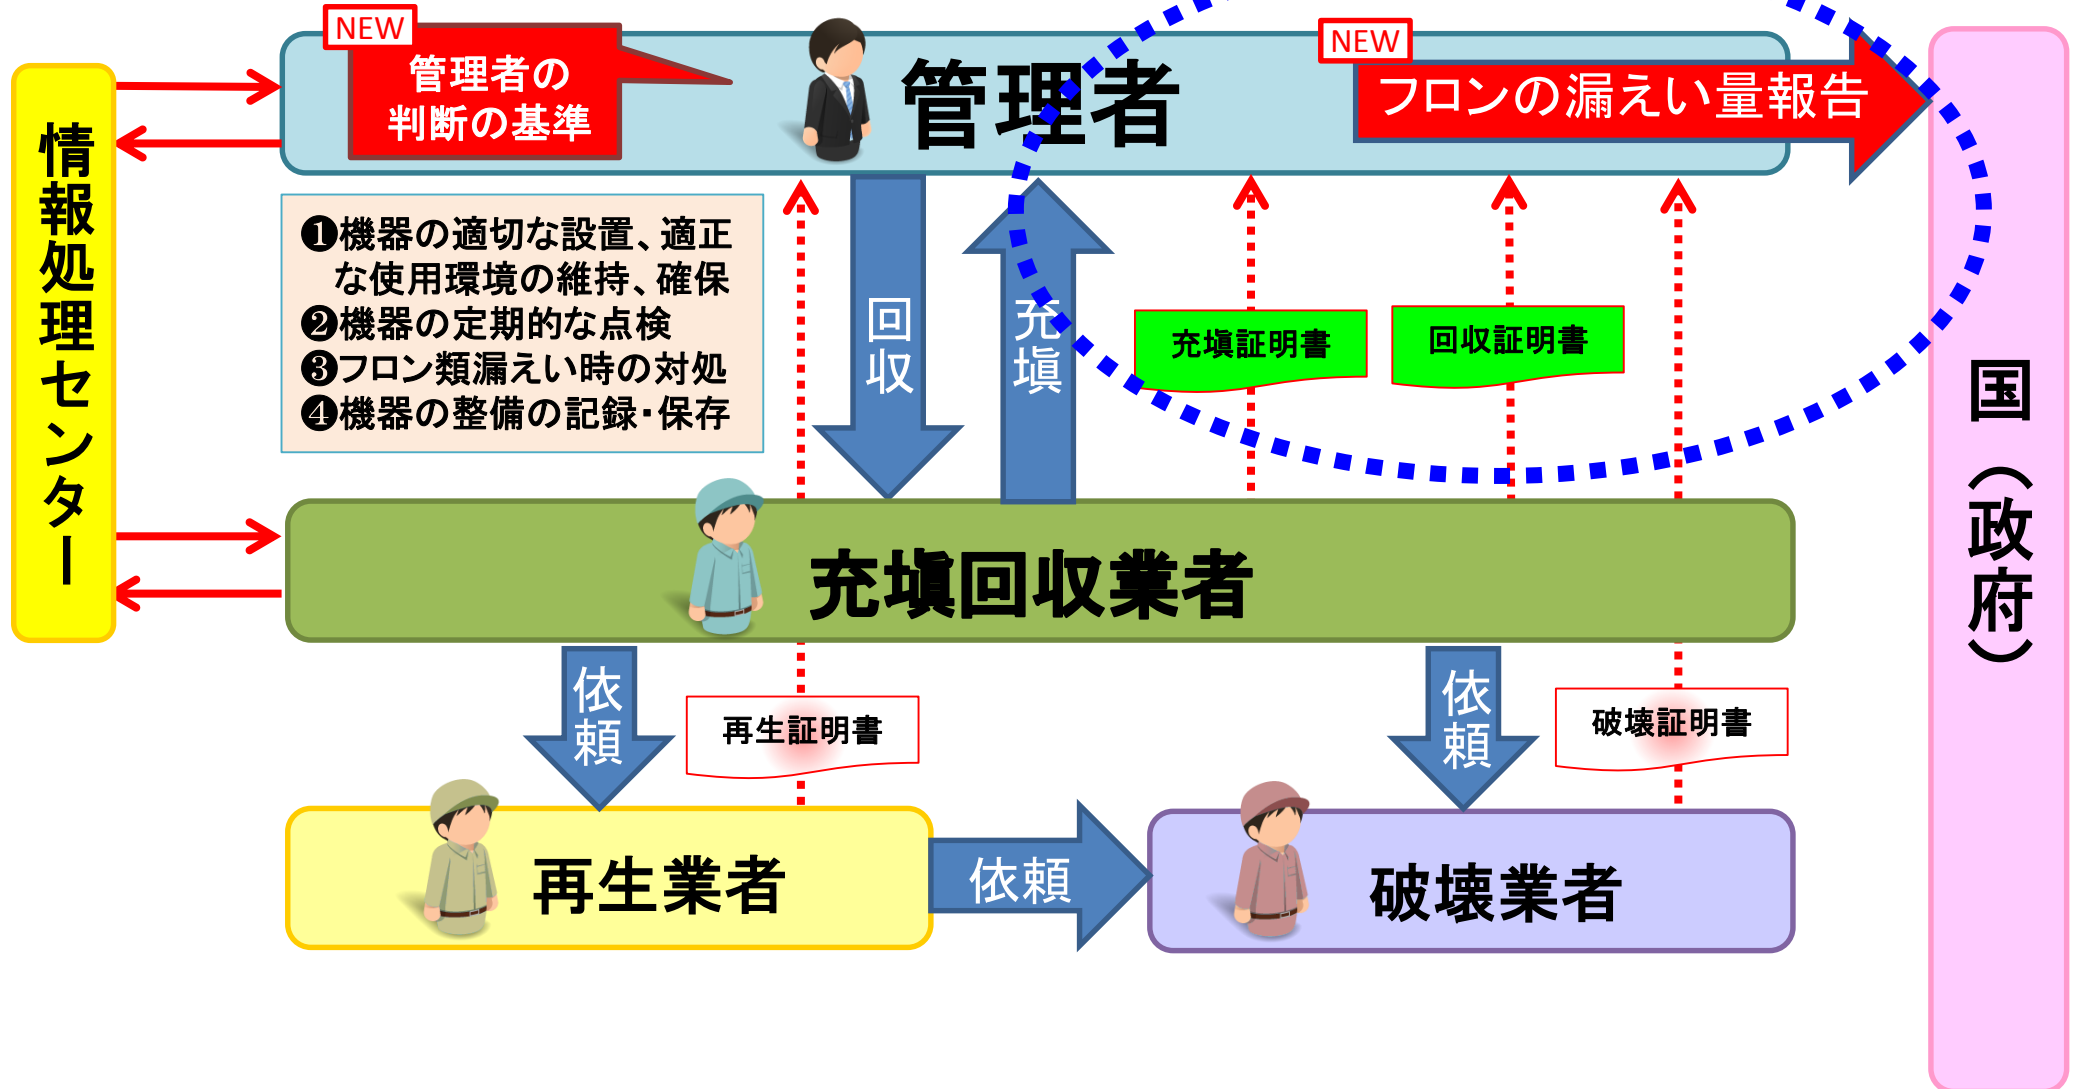 NEW
管理者の
判断の基準
管理者
NEW
フロンの漏えい量報告
情報処理センター
❶機器の適切な設置、適正
な使用環境の維持、確保
❷機器の定期的な点検
❸フロン類漏えい時の対処
❹機器の整備の記録・保存
回収
充塡
充塡証明書
回収証明書
国(政府)
充塡回収業者
依頼
再生証明書
依頼
破壊証明書
再生業者
依頼
破壊業者